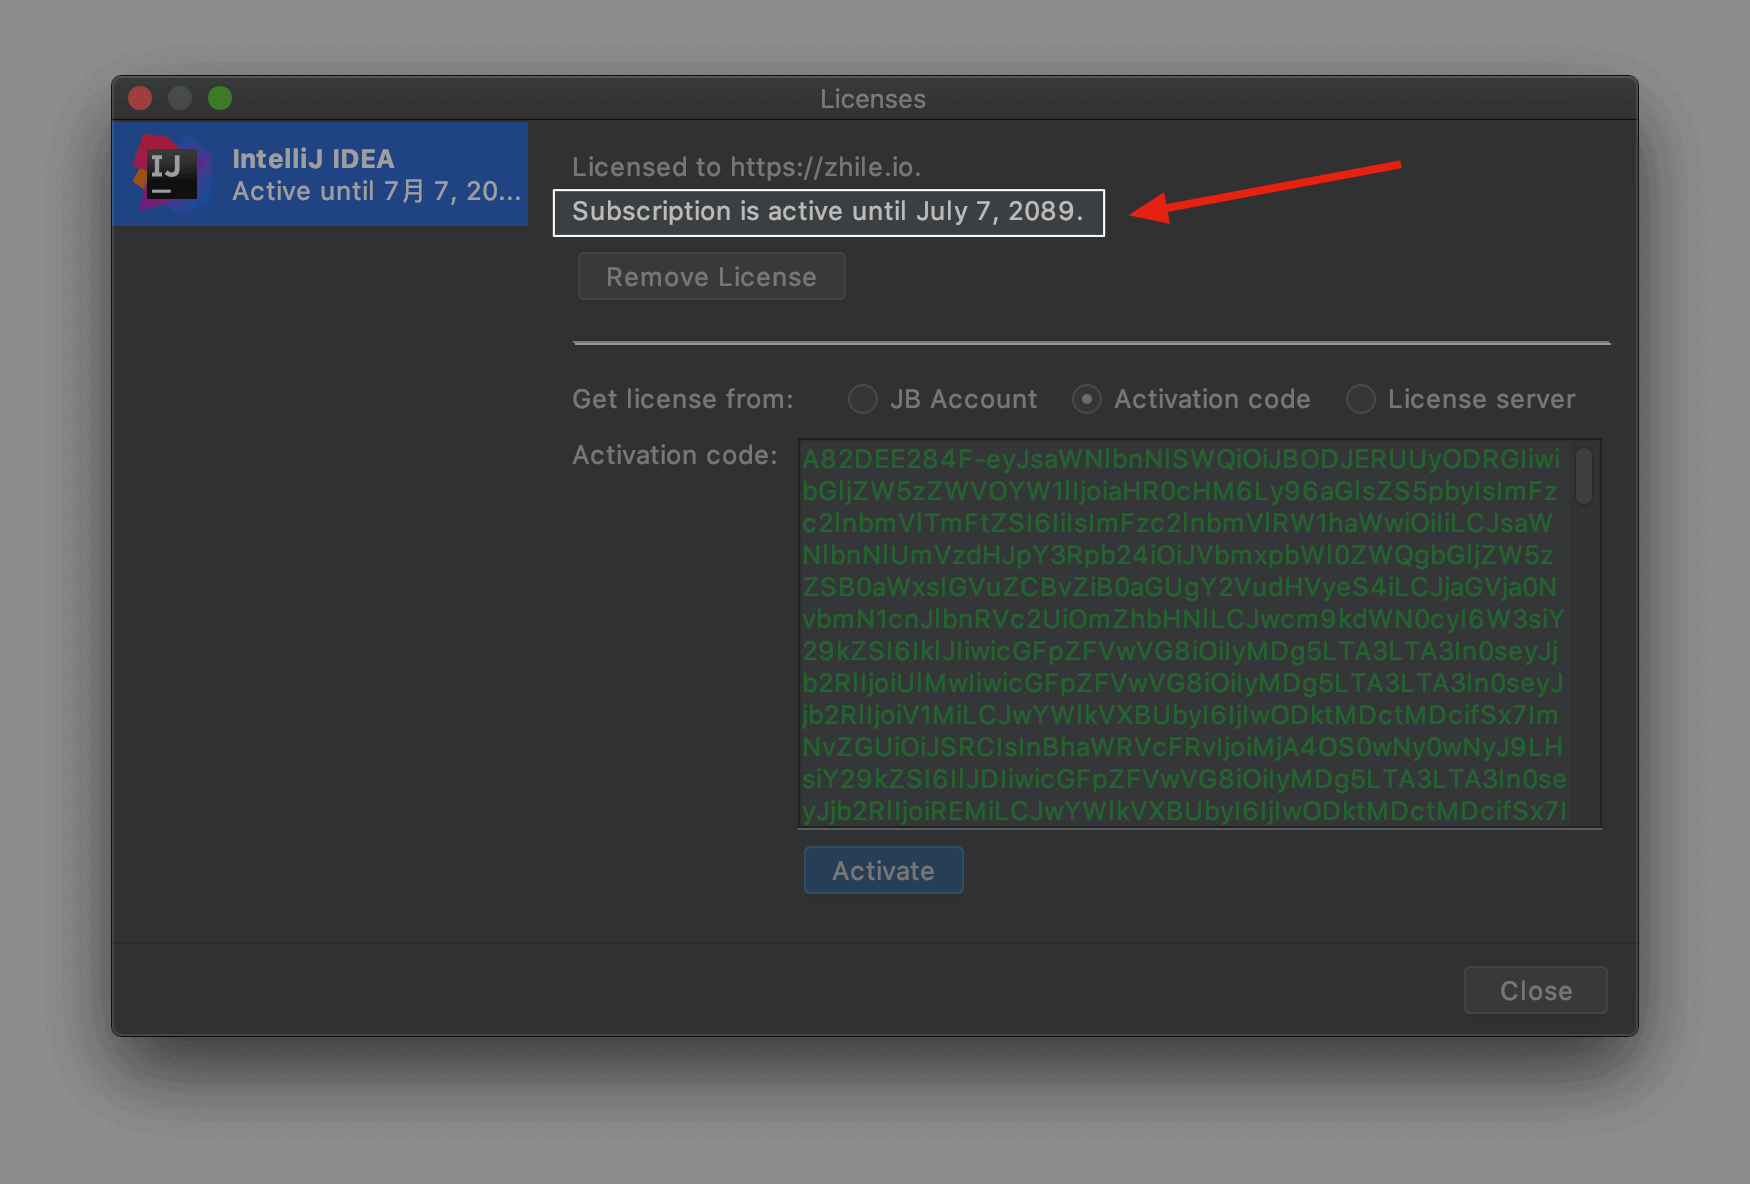 Licenses
IntelliJ IDEA
Active until 7月 7, 20...
Licensed to https://zhile.io.
Subscription is active until July 7, 2089.
Remove License
Get license from: JB Account Activation code License server
Activation code:
A82DEE284F-eyJsaWNlbnNlSWQiOiJBODJERUUyODRGIiwi
bGljZW5zZWVOYW1lIjoiaHR0cHM6Ly96aGlsZS5pbyIsImFz
c2lnbmVlTmFtZSI6IiIsImFzc2lnbmVlRW1haWwiOiIiLCJsaW
NlbnNlUmVzdHJpY3Rpb24iOiJVbmxpbWl0ZWQgbGljZW5z
ZSB0aWxsIGVuZCBvZiB0aGUgY2VudHVyeS4iLCJjaGVja0N
vbmN1cnJlbnRVc2UiOmZhbHNlLCJwcm9kdWN0cyI6W3siY
29kZSI6IklJIiwicGFpZFVwVG8iOiIyMDg5LTA3LTA3In0seyJj
b2RlIjoiUlMwIiwicGFpZFVwVG8iOiIyMDg5LTA3LTA3In0seyJ
jb2RlIjoiV1MiLCJwYWlkVXBUbyI6IjIwODktMDctMDcifSx7Im
NvZGUiOiJSRCIsInBhaWRVcFRvIjoiMjA4OS0wNy0wNyJ9LH
siY29kZSI6IlJDIiwicGFpZFVwVG8iOiIyMDg5LTA3LTA3In0se
yJjb2RlIjoiREMiLCJwYWlkVXBUbyI6IjIwODktMDctMDcifSx7I
Activate
Close